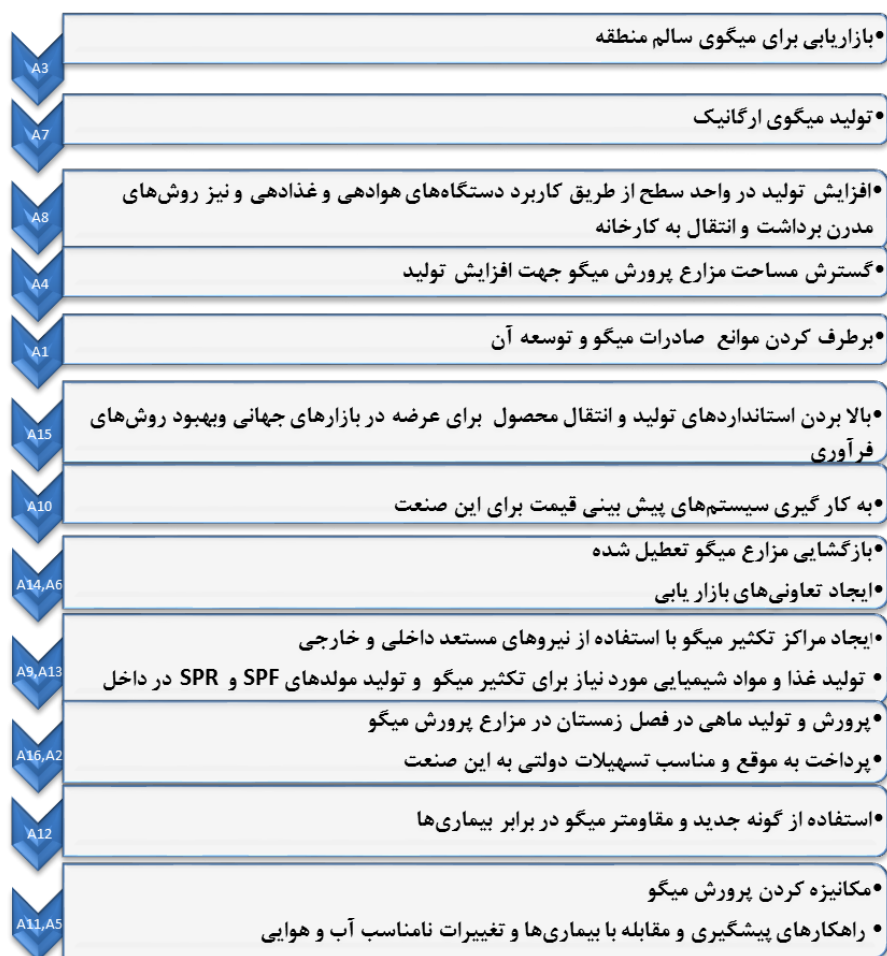 •بازاریابی برای میگوی سالم منطقه
A3
•تولید میگوی ارگانیک
A7
•افزایش تولید در واحد سطح از طریق کاربرد دستگاه‌های هوادهی و غذادهی و نیز روش‌های
مدرن برداشت و انتقال به کارخانه
A8
•گسترش مساحت مزارع پرورش میگو جهت افزایش تولید
A4
•برطرف کردن موانع صادرات میگو و توسعه آن
A1
•بالا بردن استانداردهای تولید و انتقال محصول برای عرضه در بازارهای جهانی وبهبود روش‌های
فرآوری
A15
•به کار گیری سیستم‌های پیش بینی قیمت برای این صنعت
A10
•بازگشایی مزارع میگو تعطیل شده
•ایجاد تعاونی‌های بازار یابی
A14,A6
•ایجاد مراکز تکثیر میگو با استفاده از نیروهای مستعد داخلی و خارجی
• تولید غذا و مواد شیمیایی مورد نیاز برای تکثیر میگو و تولید مولدهای SPF و SPR در داخل
A9,A13
•پرورش و تولید ماهی در فصل زمستان در مزارع پرورش میگو
•پرداخت به موقع و مناسب تسهیلات دولتی به این صنعت
A16,A2
•استفاده از گونه جدید و مقاومتر میگو در برابر بیماری‌ها
A12
•مکانیزه کردن پرورش میگو
• راهکارهای پیشگیری و مقابله با بیماری‌ها و تغییرات نامناسب آب و هوایی
A11,A5